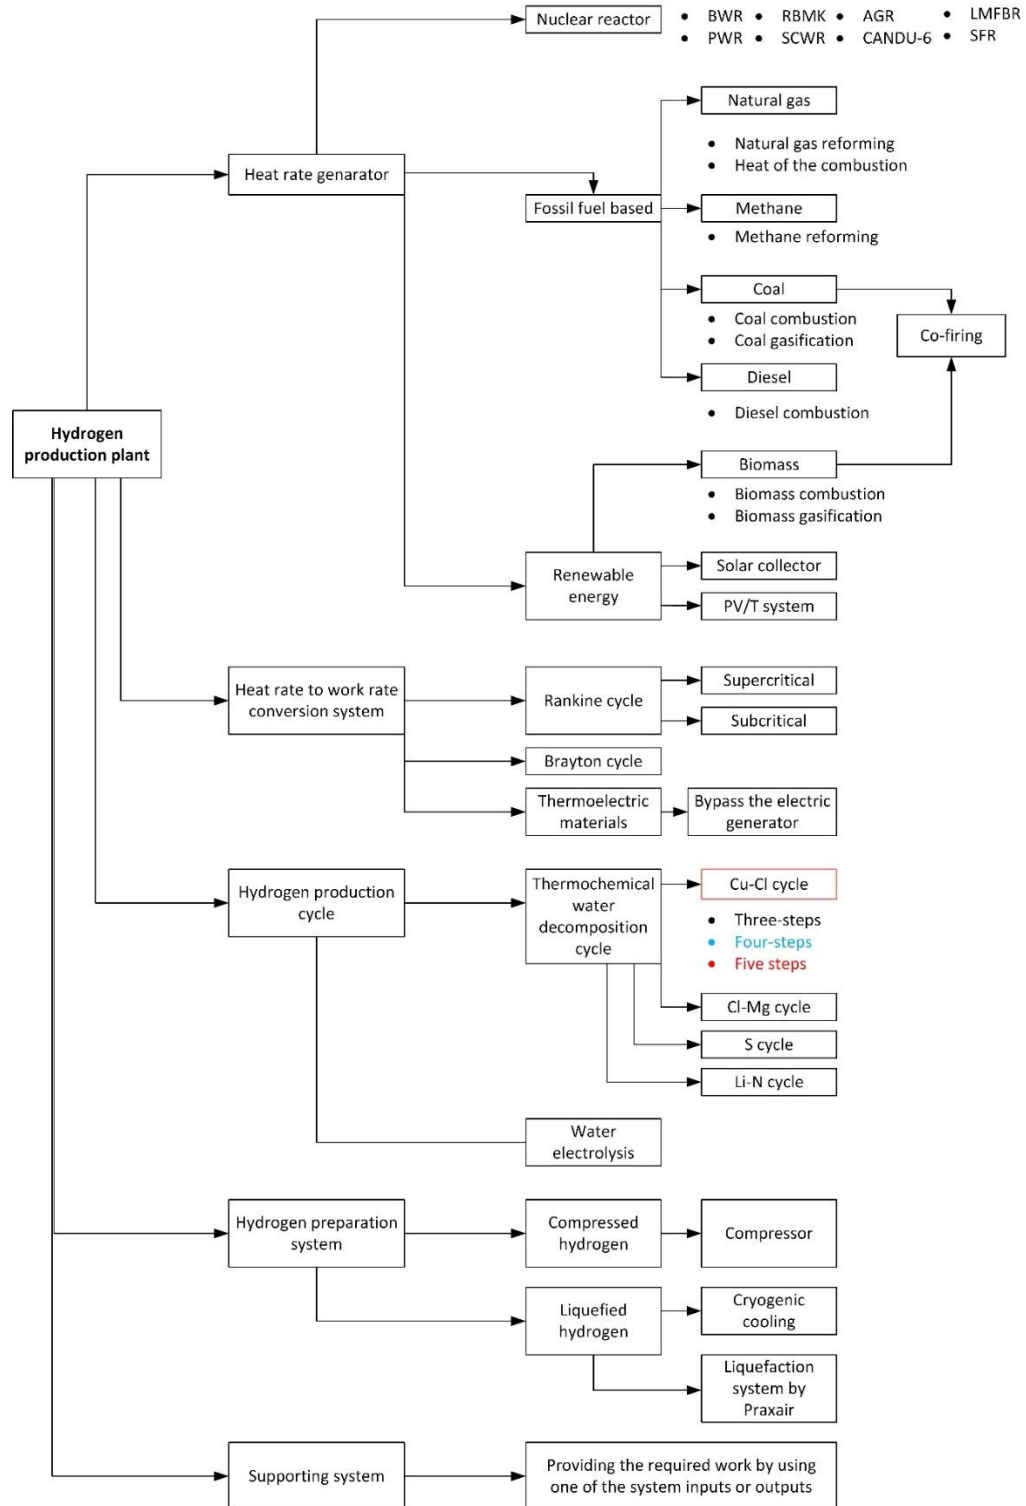 Nuclear reactor
• BWR • RBMK • AGR • LMFBR
• PWR • SCWR • CANDU-6 • SFR
Natural gas
• Natural gas reforming
• Heat of the combustion
Heat rate genarator
Fossil fuel based
Methane
• Methane reforming
Coal
• Coal combustion
• Coal gasification
Co-firing
Diesel
• Diesel combustion
Hydrogen
production plant
Biomass
• Biomass combustion
• Biomass gasification
Renewable
energy
Solar collector
PV/T system
Heat rate to work rate
conversion system
Rankine cycle
Supercritical
Subcritical
Brayton cycle
Thermoelectric
materials
Bypass the electric
generator
Hydrogen production
cycle
Thermochemical
water
decomposition
cycle
Cu-Cl cycle
• Three-steps
• Four-steps
• Five steps
Cl-Mg cycle
S cycle
Li-N cycle
Water
electrolysis
Hydrogen preparation
system
Compressed
hydrogen
Compressor
Liquefied
hydrogen
Cryogenic
cooling
Liquefaction
system by
Praxair
Supporting system
Providing the required work by using
one of the system inputs or outputs